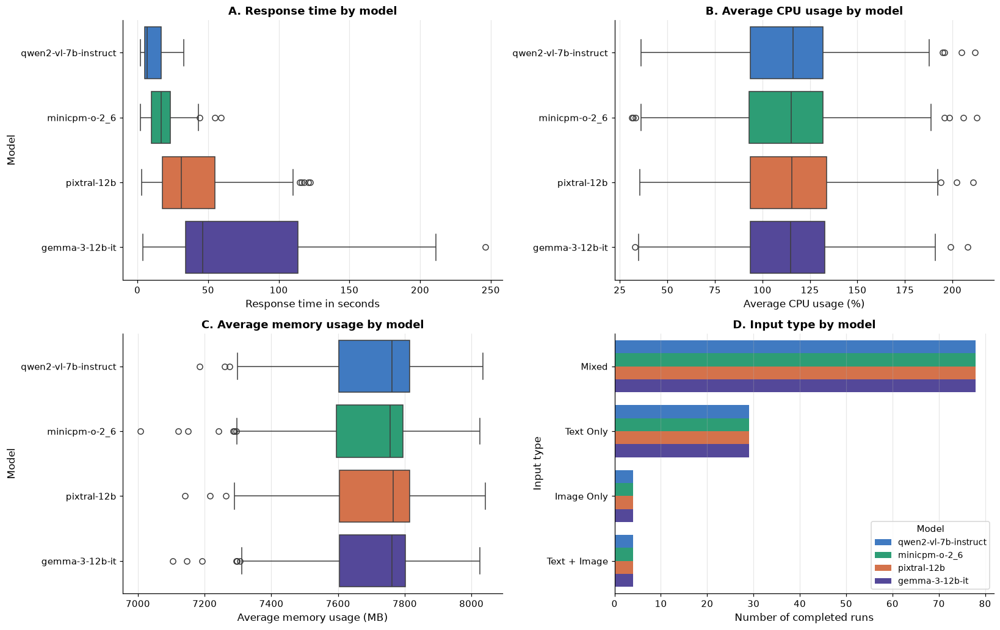 A. Response time by model
Model
qwen2-vl-7b-instruct
minicpm-o-2_6
pixtral-12b
gemma-3-12b-it
0 50 100 150 200 250
Response time in seconds
B. Average CPU usage by model
qwen2-vl-7b-instruct
minicpm-o-2_6
pixtral-12b
gemma-3-12b-it
25 50 75 100 125 150 175 200
Average CPU usage (%)
C. Average memory usage by model
Model
qwen2-vl-7b-instruct
minicpm-o-2_6
pixtral-12b
gemma-3-12b-it
7000 7200 7400 7600 7800 8000
Average memory usage (MB)
D. Input type by model
Input type
Mixed
Text Only
Image Only
Text + Image
0 10 20 30 40 50 60 70 80
Number of completed runs
Model
qwen2-vl-7b-instruct
minicpm-o-2_6
pixtral-12b
gemma-3-12b-it